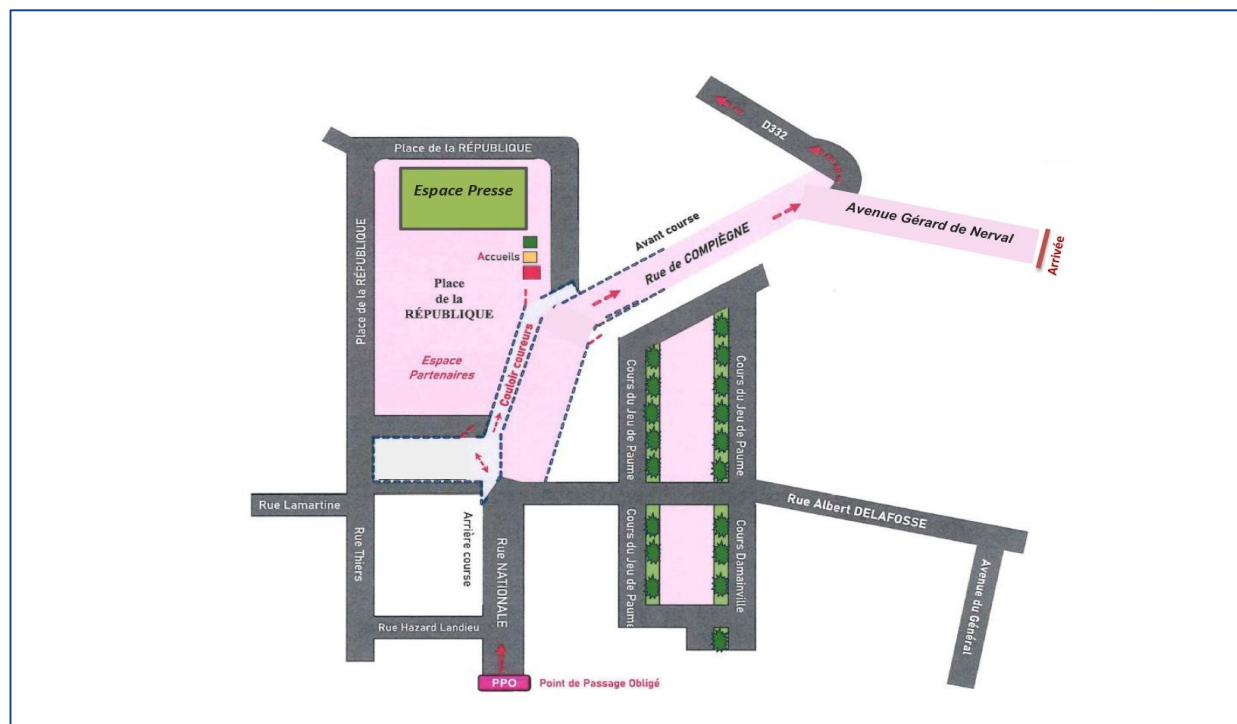 D332
Place de la RÉPUBLIQUE
Espace Presse
Avenue Gérard de Nerval
Avant course
Rue de COMPIÈGNE
Arrivée
Accueils
Place de la RÉPUBLIQUE
Place
de la
RÉPUBLIQUE
Couloir coureurs
Espace
Partenaires
Cours du Jeu de Paume
Cours du Jeu de Paume
Rue Lamartine
Rue Albert DELAFOSSE
Rue Thiers
Arrière course
Rue NATIONALE
Cours du Jeu de Paume
Cours Damainville
Avenue du Général
Rue Hazard Landieu
PPO
Point de Passage Obligé